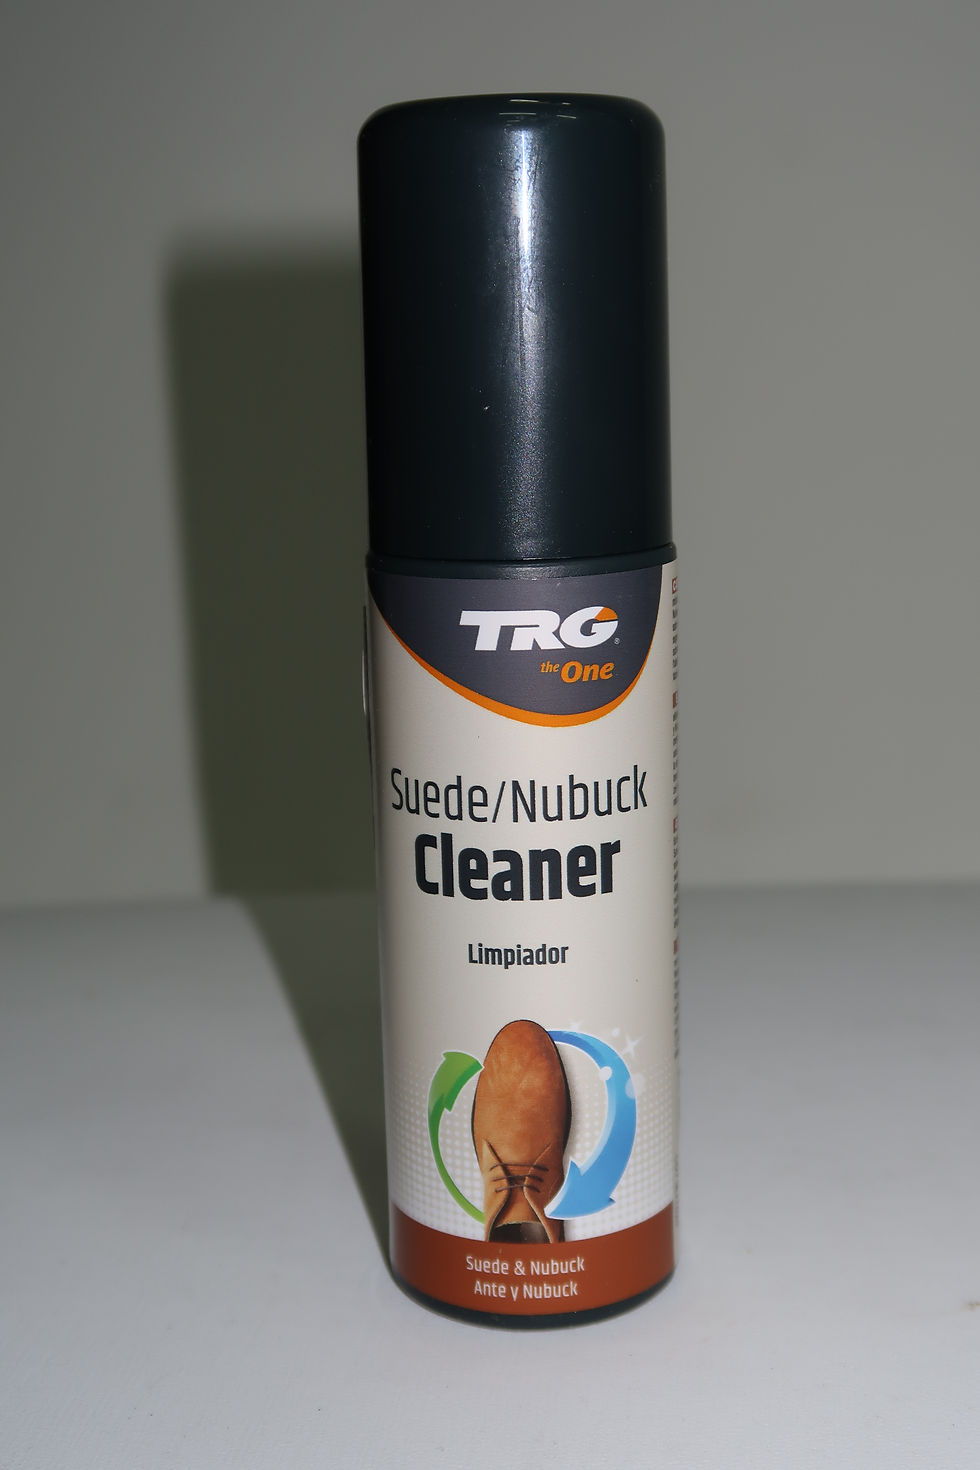 TRG®
the One
Suede/Nubuck
Cleaner
Limpiador
Suede & Nubuck
Ante y Nubuck